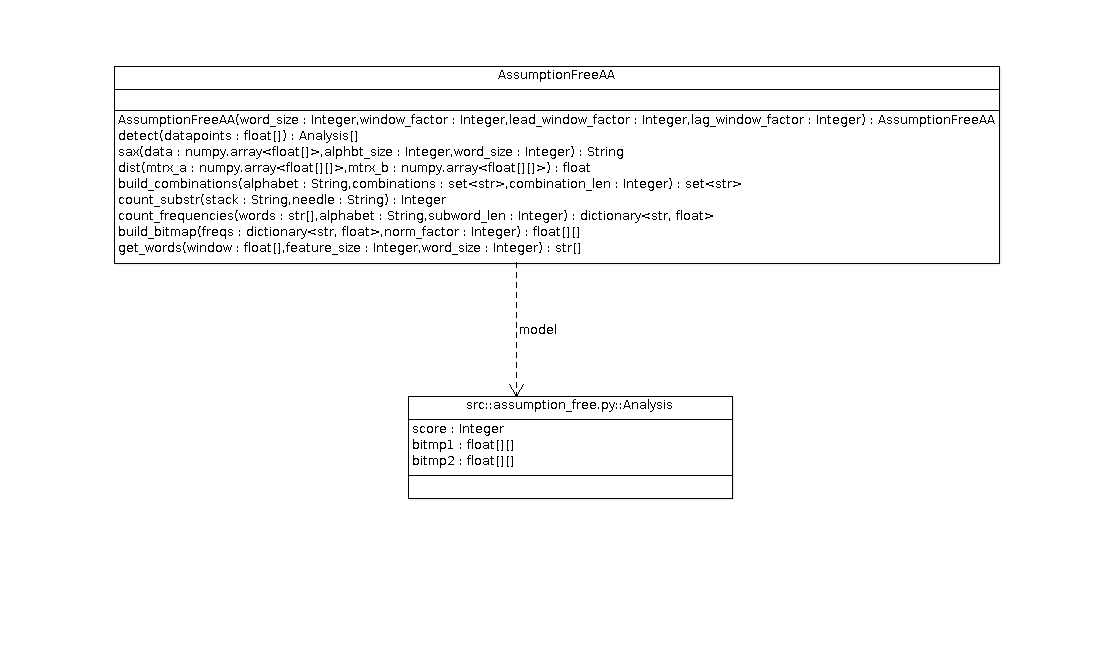 AssumptionFreeAA
AssumptionFreeAA(word_size : Integer,window_factor : Integer,lead_window_factor : Integer,lag_window_factor : Integer) : AssumptionFreeAA
detect(datapoints : float[]) : Analysis[]
sax(data : numpy.array<float[]>,alphbt_size : Integer,word_size : Integer) : String
dist(mtrx_a : numpy.array<float[][]>,mtrx_b : numpy.array<float[][]>) : float
build_combinations(alphabet : String,combinations : set<str>,combination_len : Integer) : set<str>
count_substr(stack : String,needle : String) : Integer
count_frequencies(words : str[],alphabet : String,subword_len : Integer) : dictionary<str, float>
build_bitmap(freqs : dictionary<str, float>,norm_factor : Integer) : float[][]
get_words(window : float[],feature_size : Integer,word_size : Integer) : str[]
model
src::assumption_free.py::Analysis
score : Integer
bitmp1 : float[][]
bitmp2 : float[][]